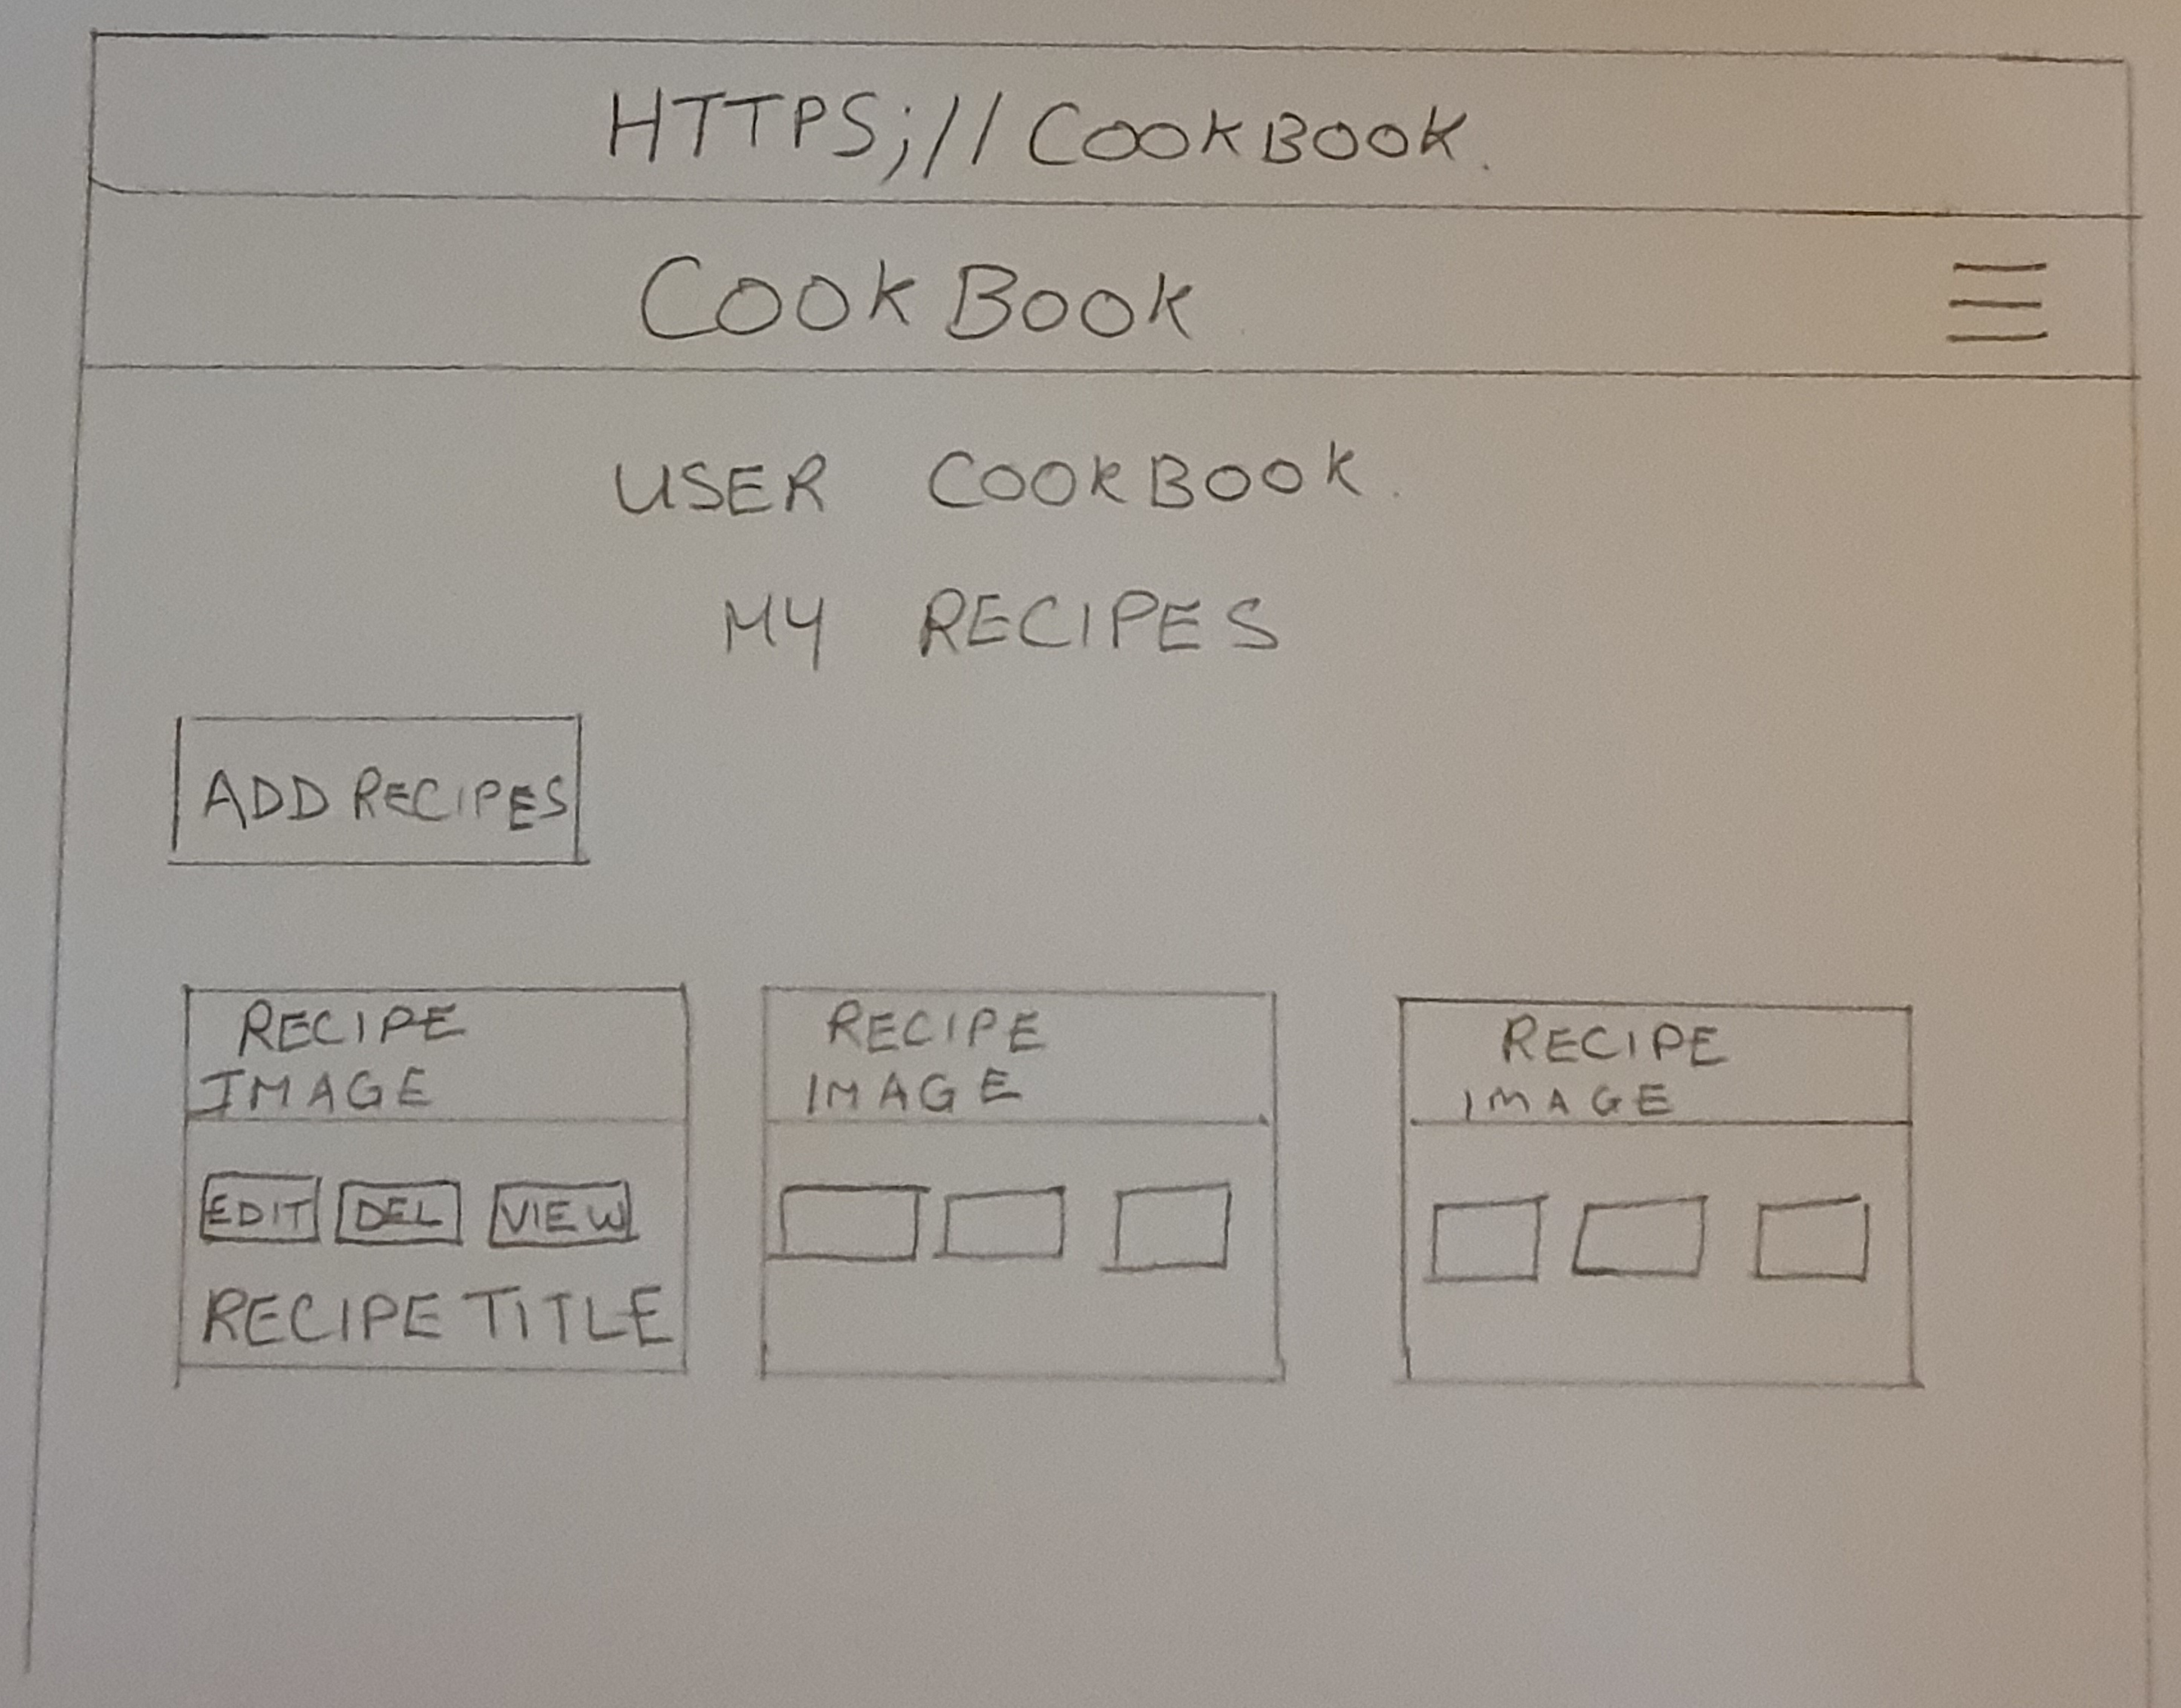 HTTPS;//COOKBOOK.
COOKBOOK
USER COOKBOOK.
MY RECIPES
ADD RECIPES
RECIPE
IMAGE
EDIT DEL VIEW
RECIPE TITLE
RECIPE
IMAGE
RECIPE
IMAGE